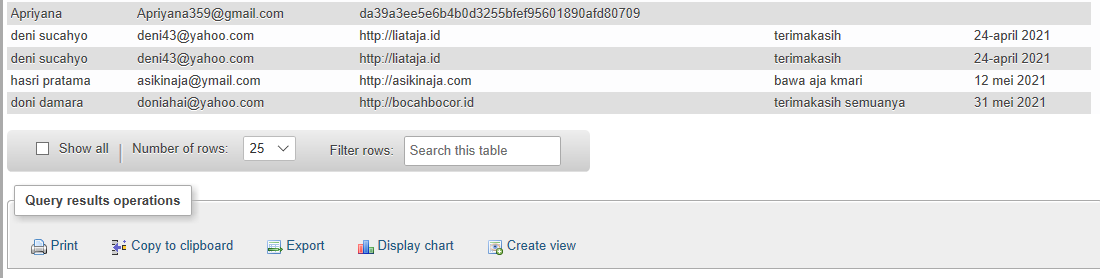 Apriyana Apriyana359@gmail.com da39a3ee5e6b4b0d3255bfef95601890afd80709
deni sucahyo deni43@yahoo.com http://liataja.id terimakasih 24-april 2021
deni sucahyo deni43@yahoo.com http://liataja.id terimakasih 24-april 2021
hasri pratama asikinaja@ymail.com http://asikinaja.com bawa aja kmari 12 mei 2021
doni damara doniahai@yahoo.com http://bocahbocor.id terimakasih semuanya 31 mei 2021
Show all Number of rows: 25 Filter rows: Search this table
Query results operations
Print Copy to clipboard Export Display chart Create view